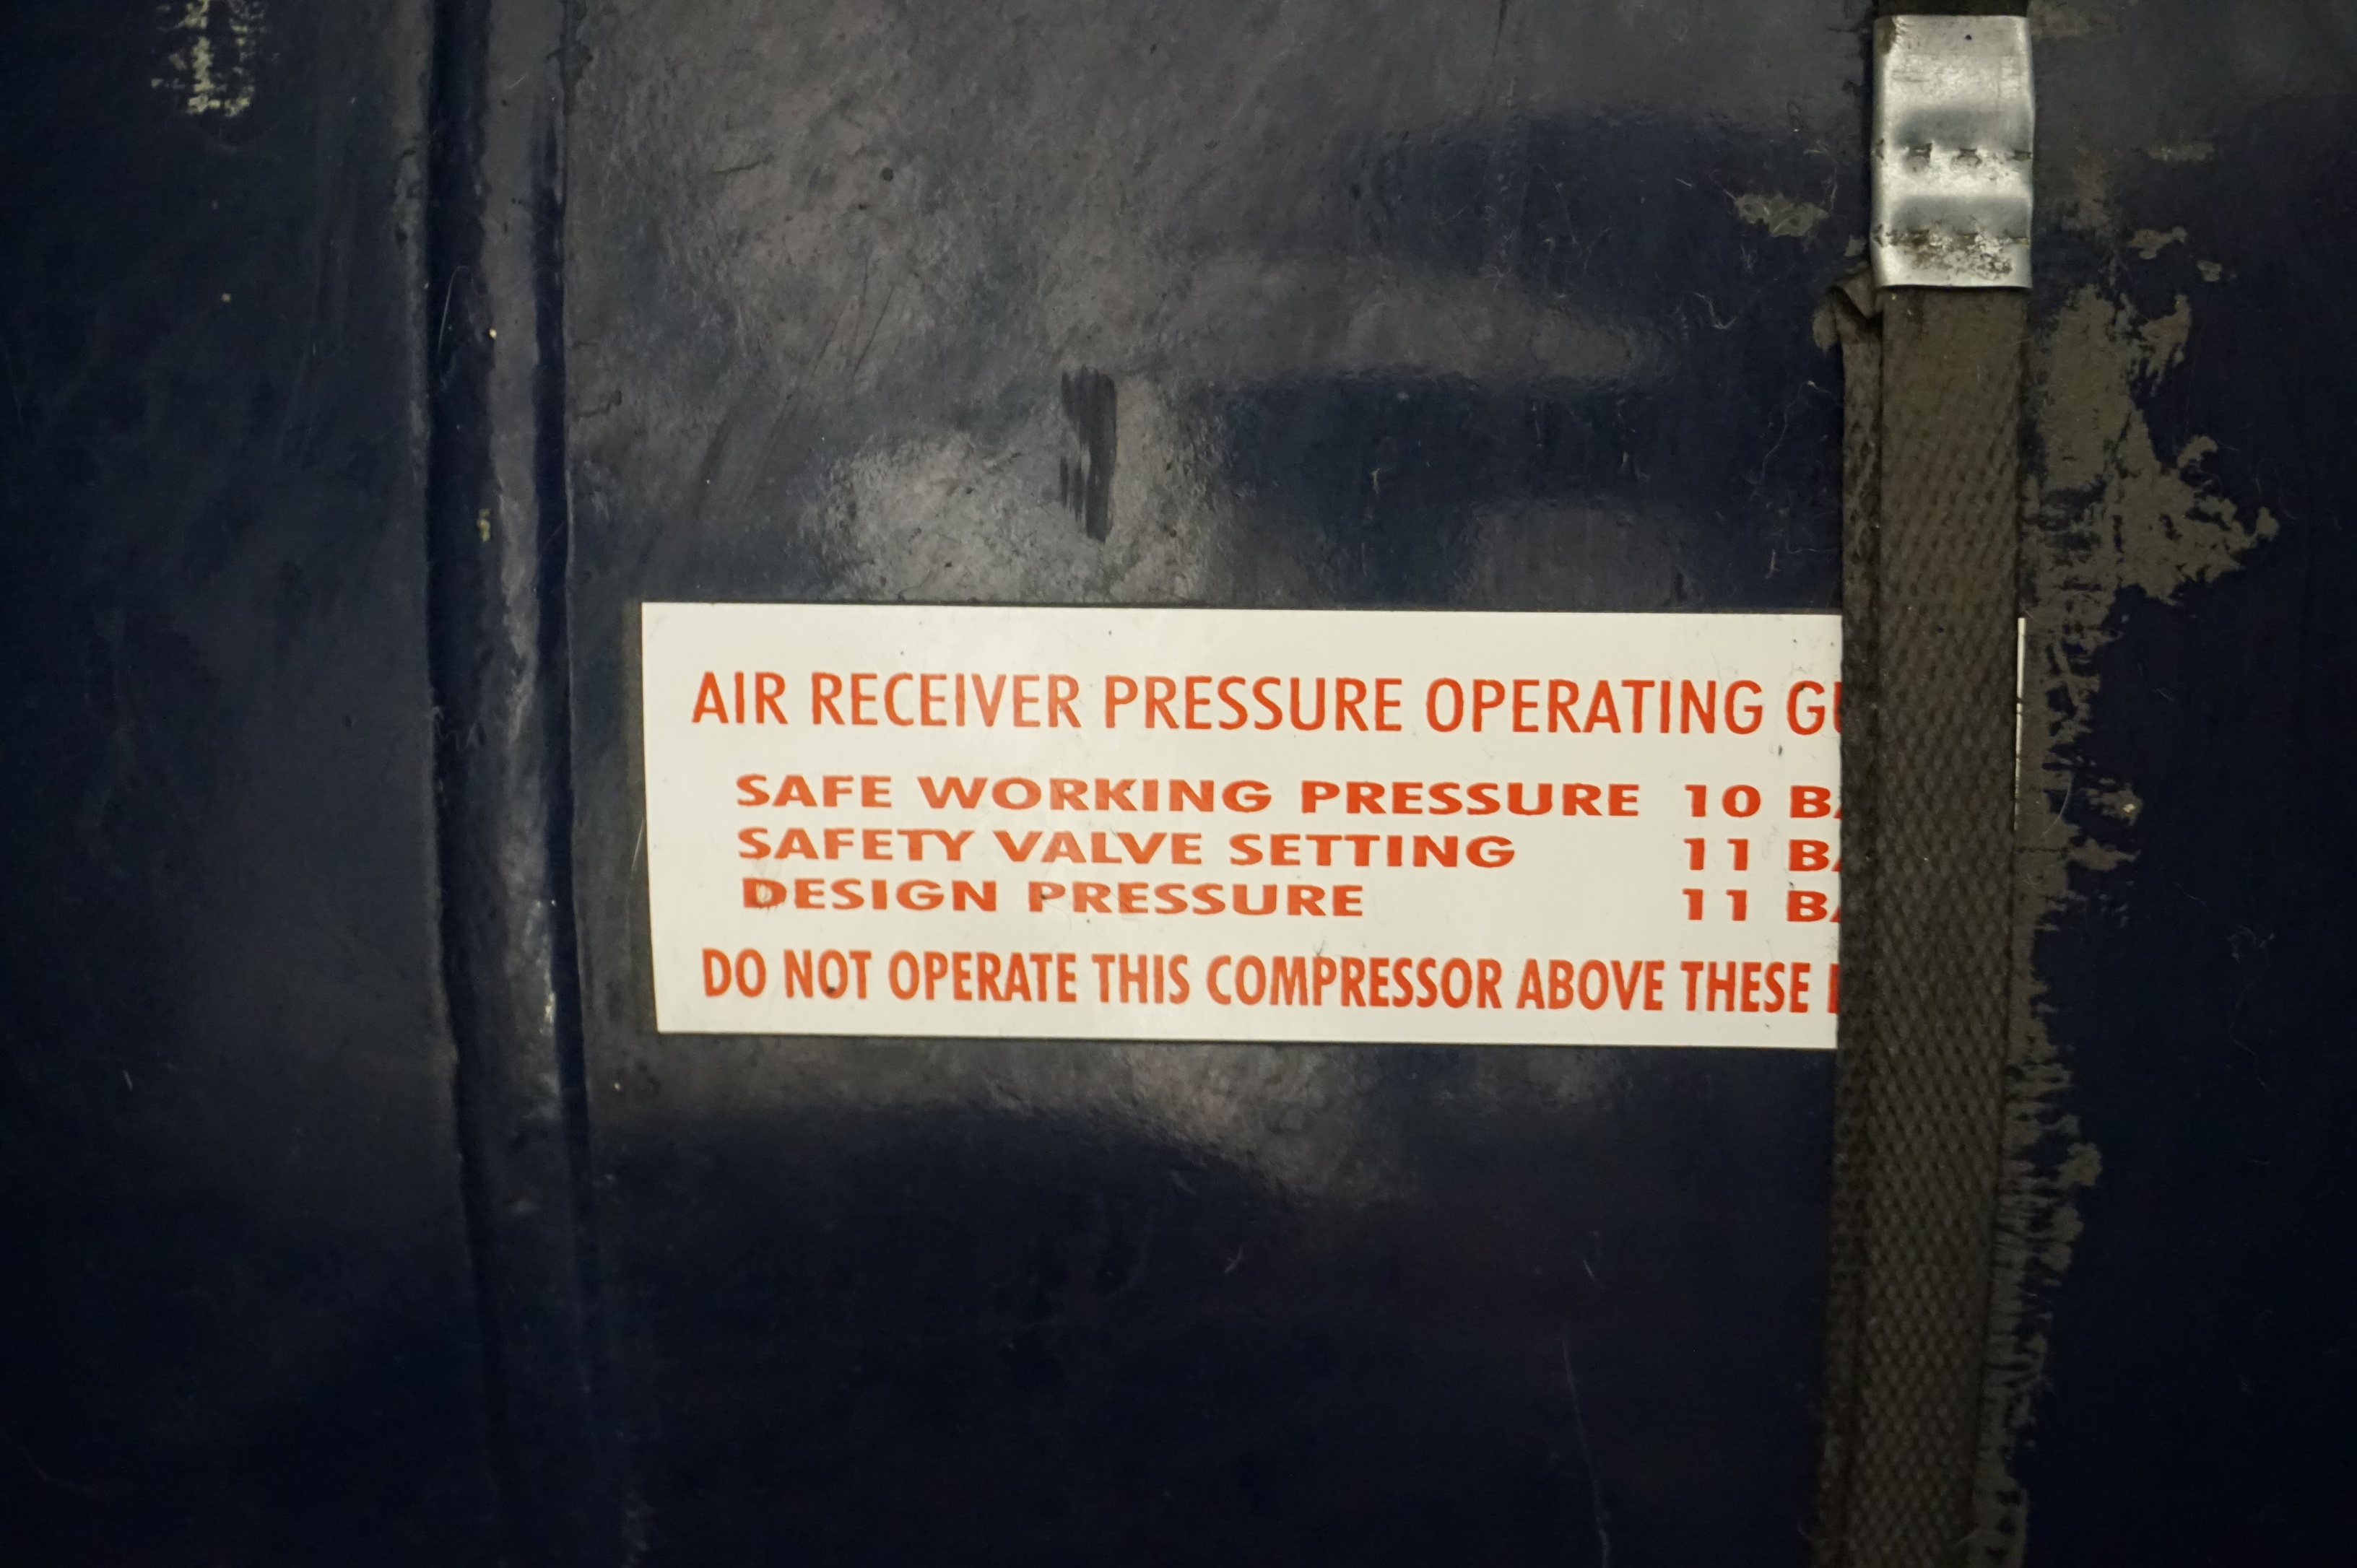 AIR RECEIVER PRESSURE OPERATING
SAFE WORKING PRESSURE 10
SAFETY VALVE SETTING 11
DESIGN PRESSURE 11
DO NOT OPERATE THIS COMPRESSOR ABOVE THESE